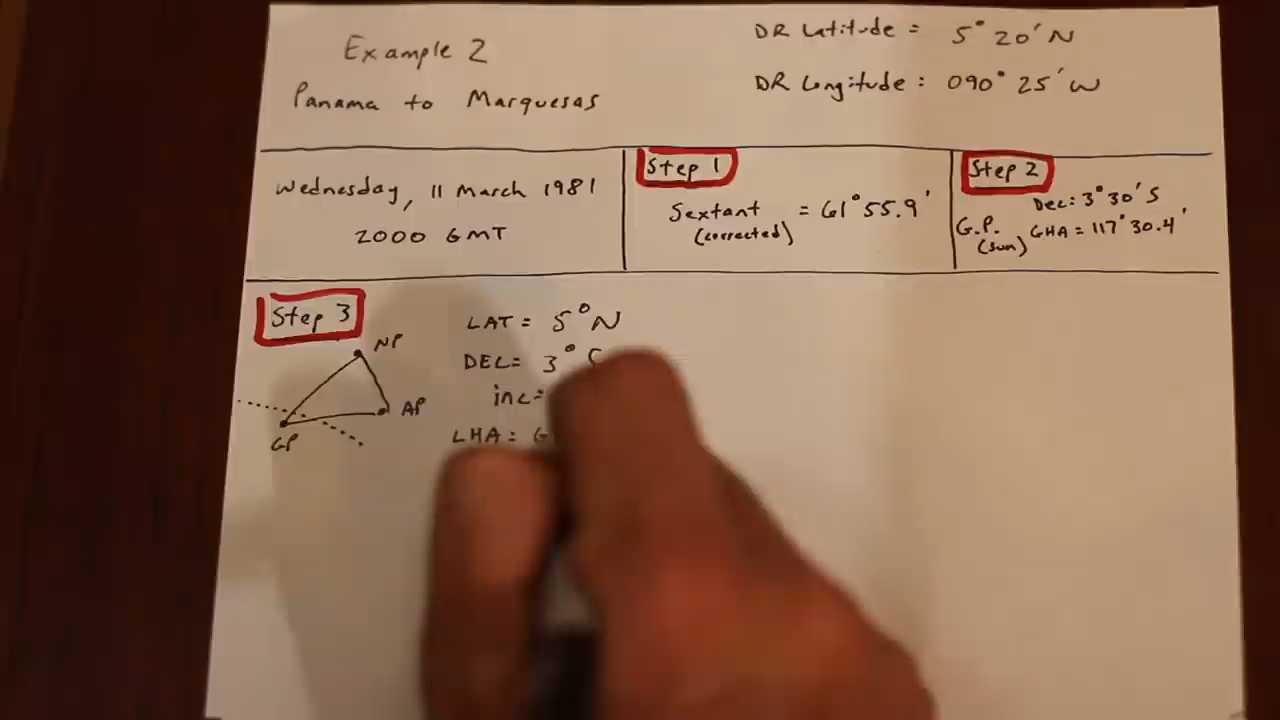 Example 2
Panama to Marquesas
DR Latitude = 5° 20' N
DR Longitude: 090° 25' W
Wednesday, 11 March 1981
2000 GMT
Step 1
Sextant = 61° 55.9'
(corrected)
Step 2
Dec: 3° 30' S
G.P. GHA = 117° 30.4'
(sun)
Step 3
NP
AP
GP
LAT = 5° N
DEC = 3° S
inc =
LHA = G